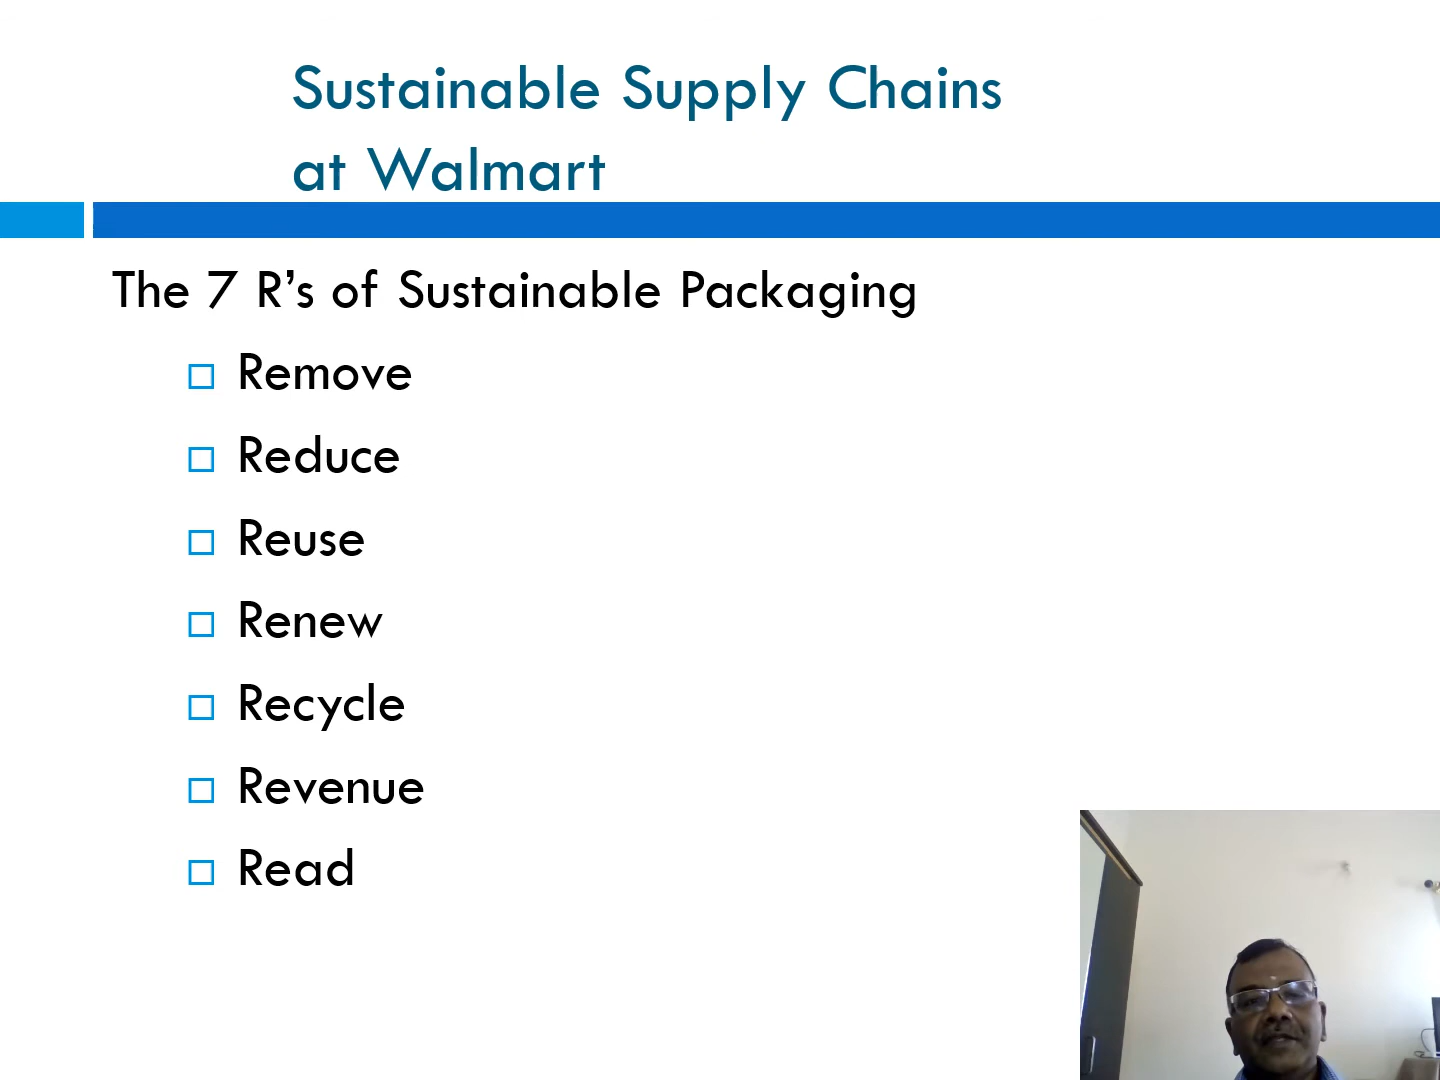 Sustainable Supply Chains
at Walmart
The 7 R’s of Sustainable Packaging
Remove
Reduce
Reuse
Renew
Recycle
Revenue
Read